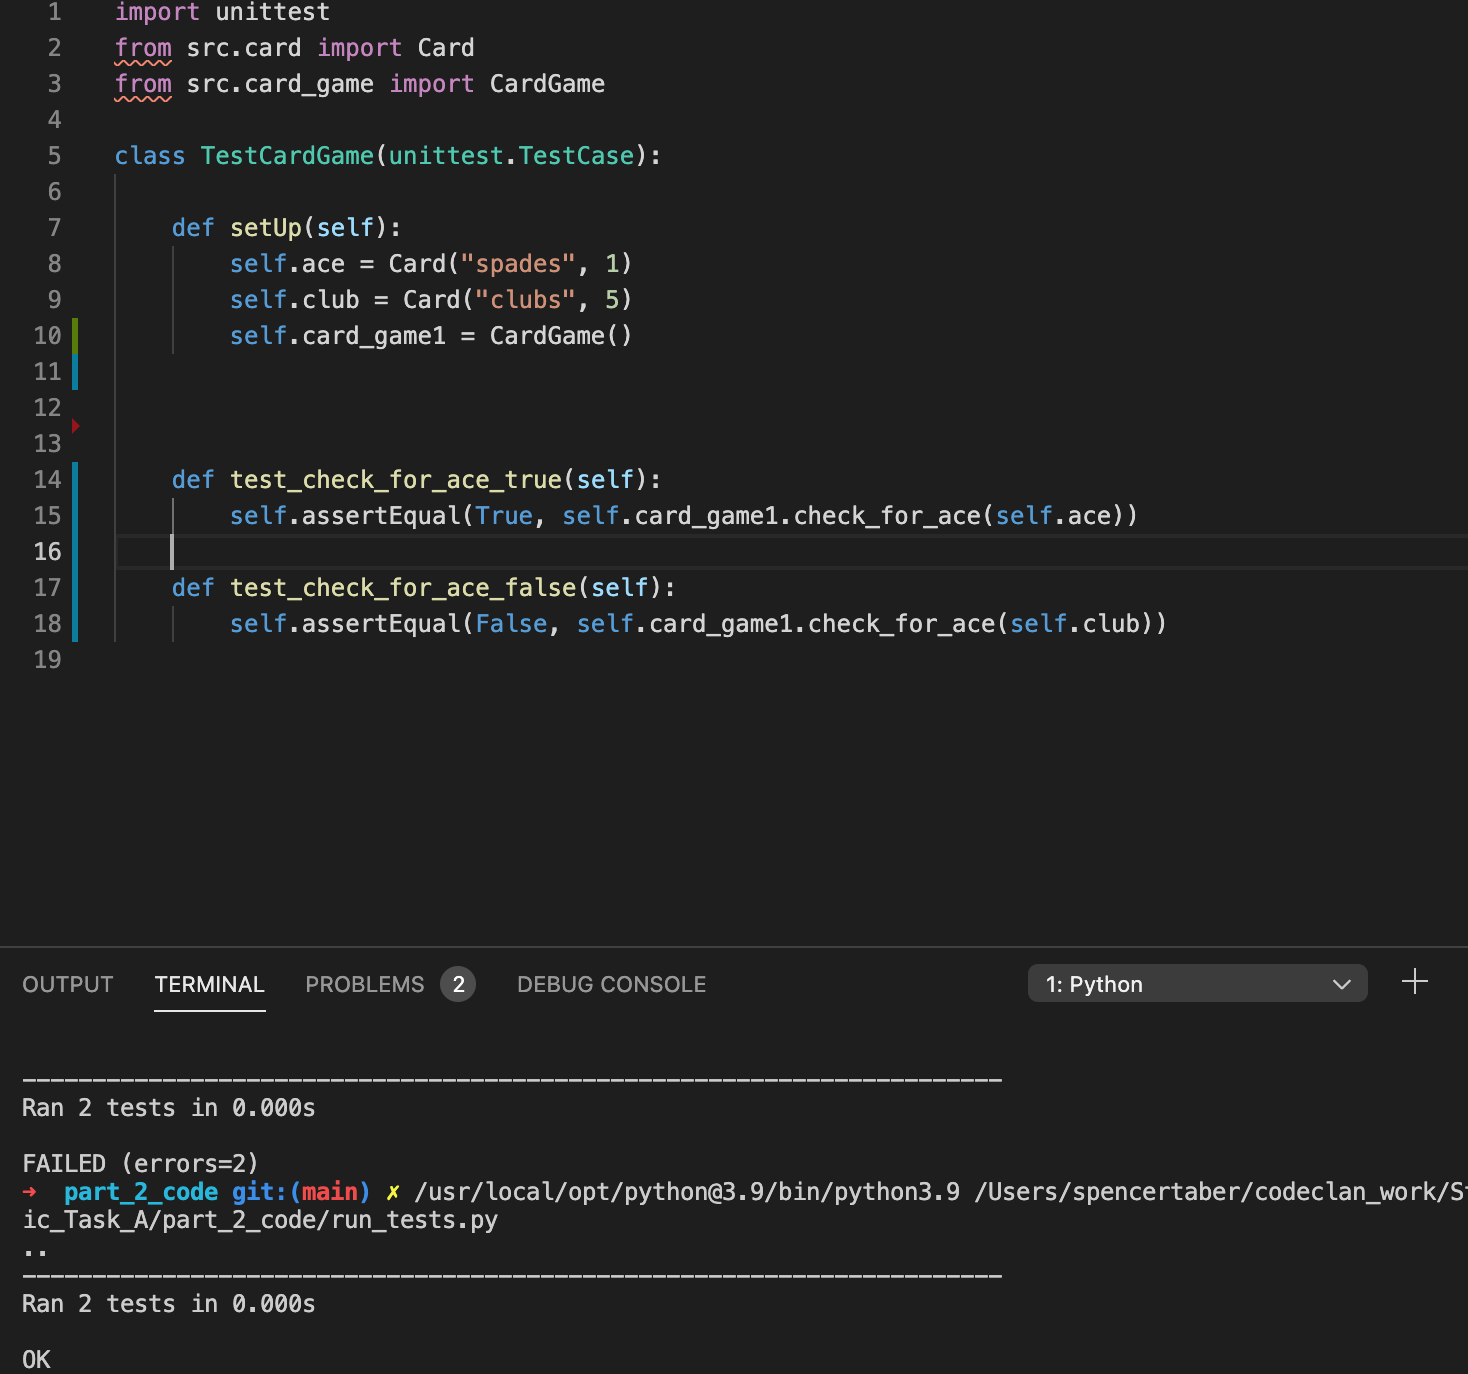 1 import unittest
2 from src.card import Card
3 from src.card_game import CardGame
4
5 class TestCardGame(unittest.TestCase):
6
7 def setUp(self):
8 self.ace = Card("spades", 1)
9 self.club = Card("clubs", 5)
10 self.card_game1 = CardGame()
11
12
13
14 def test_check_for_ace_true(self):
15 self.assertEqual(True, self.card_game1.check_for_ace(self.ace))
16
17 def test_check_for_ace_false(self):
18 self.assertEqual(False, self.card_game1.check_for_ace(self.club))
19
OUTPUT TERMINAL PROBLEMS 2 DEBUG CONSOLE 1: Python
----------------------------------------------------------------------
Ran 2 tests in 0.000s
FAILED (errors=2)
➜ part_2_code git:(main) ✗ /usr/local/opt/python@3.9/bin/python3.9 /Users/spencertaber/codeclan_work/St
ic_Task_A/part_2_code/run_tests.py
..
----------------------------------------------------------------------
Ran 2 tests in 0.000s
OK